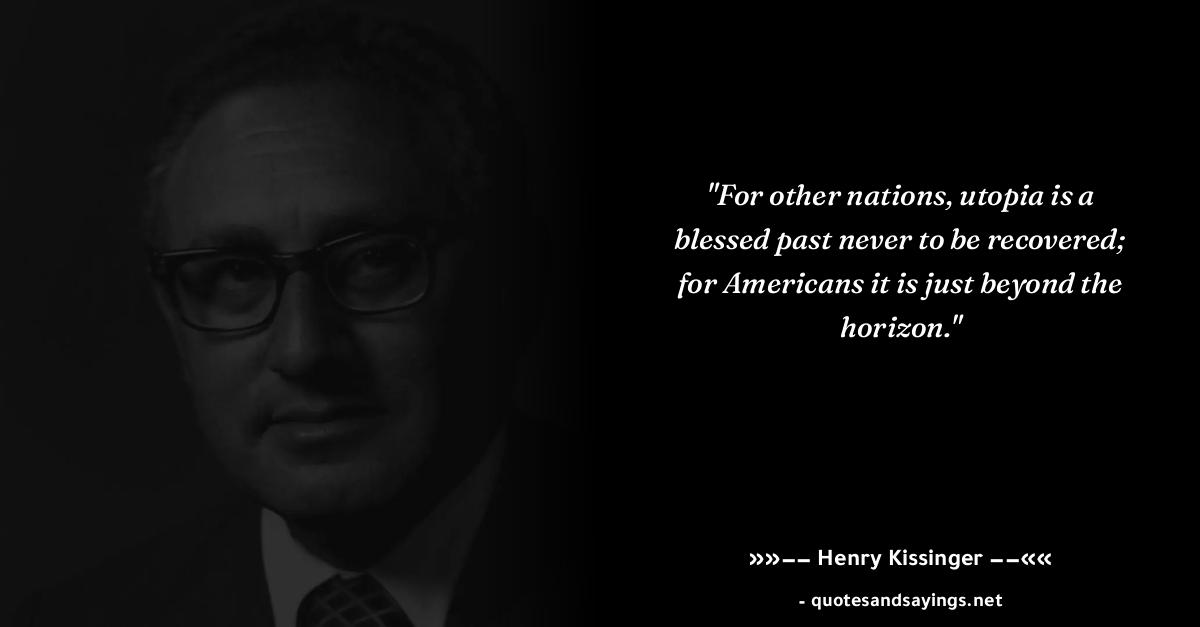 "For other nations, utopia is a
blessed past never to be recovered;
for Americans it is just beyond the
horizon."
»»−− Henry Kissinger −−««
- quotesandsayings.net